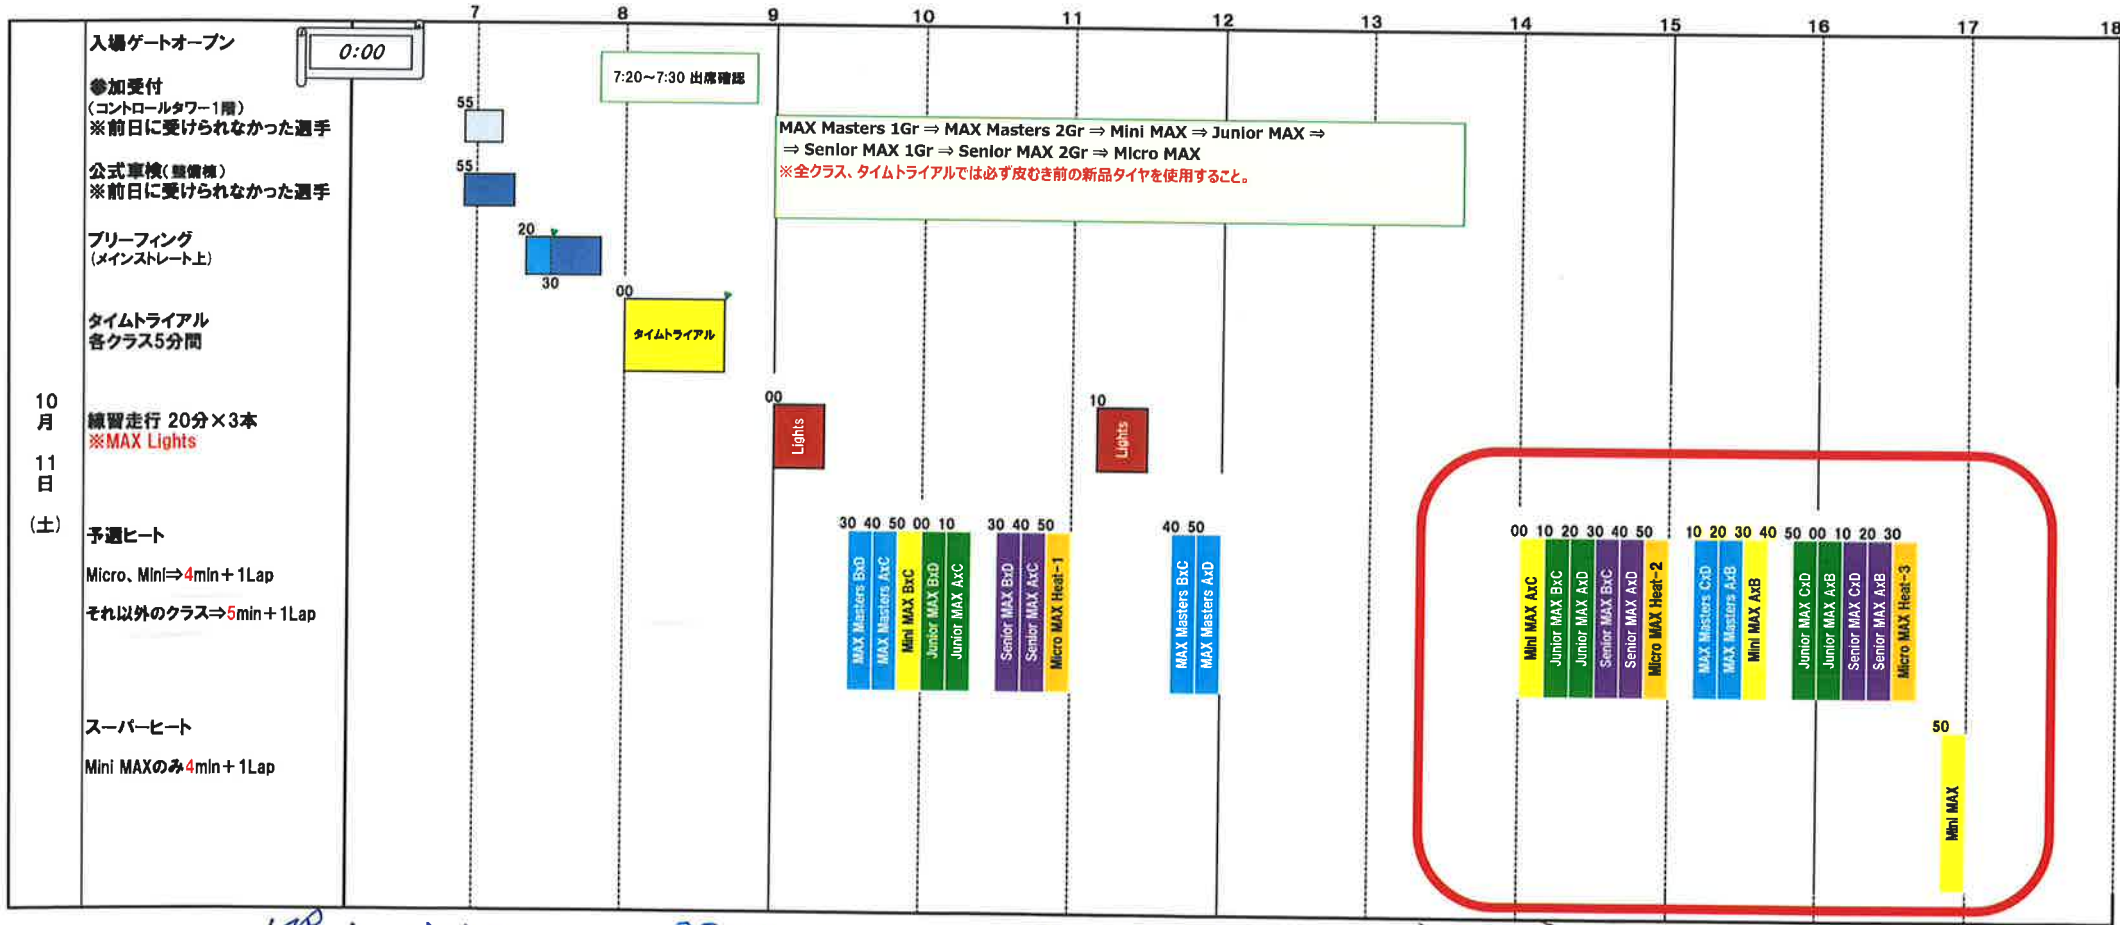 7 8 9 10 11 12 13 14 15 16 17 18
入場ゲートオープン
0:00
7:20～7:30 出席確認
参加受付
(コントロールタワー1階)
※前日に受けられなかった選手
55
MAX Masters 1Gr ⇒ MAX Masters 2Gr ⇒ Mini MAX ⇒ Junior MAX ⇒
⇒ Senior MAX 1Gr ⇒ Senior MAX 2Gr ⇒ Micro MAX
※全クラス、タイムトライアルでは必ず皮むき前の新品タイヤを使用すること。
公式車検(整備棟)
※前日に受けられなかった選手
55
ブリーフィング
(メインストレート上)
20
30
タイムトライアル
各クラス5分間
00
タイムトライアル
10
月
11
日
(土)
練習走行 20分×3本
※MAX Lights
00
Lights
10
Lights
予選ヒート
Micro、Mini⇒4min＋1Lap
それ以外のクラス⇒5min＋1Lap
30 40 50 00 10
MAX Masters BxD
MAX Masters AxC
Mini MAX BxC
Junior MAX BxD
Junior MAX AxC
30 40 50
Senior MAX BxD
Senior MAX AxC
Micro MAX Heat-1
40 50
MAX Masters BxC
MAX Masters AxD
00 10 20 30 40 50
Mini MAX AxC
Junior MAX BxC
Junior MAX AxD
Senior MAX BxC
Senior MAX AxD
Micro MAX Heat-2
10 20 30 40
MAX Masters CxD
MAX Masters AxB
Mini MAX AxB
50 00 10 20 30
Junior MAX CxD
Junior MAX AxB
Senior MAX CxD
Senior MAX AxB
Micro MAX Heat-3
スーパーヒート
Mini MAXのみ4min＋1Lap
50
Mini MAX